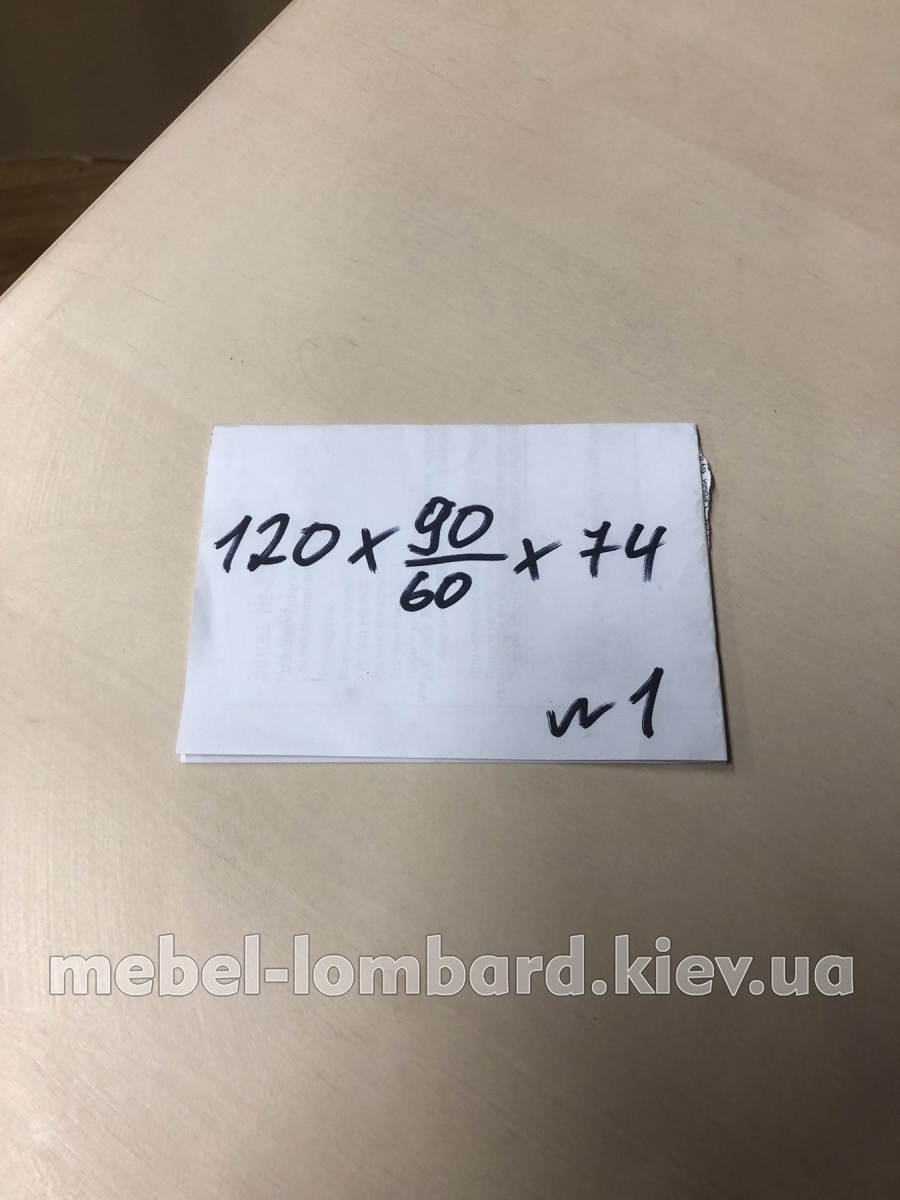 120 x 90/60 x 74
№1
mebel-lombard.kiev.ua